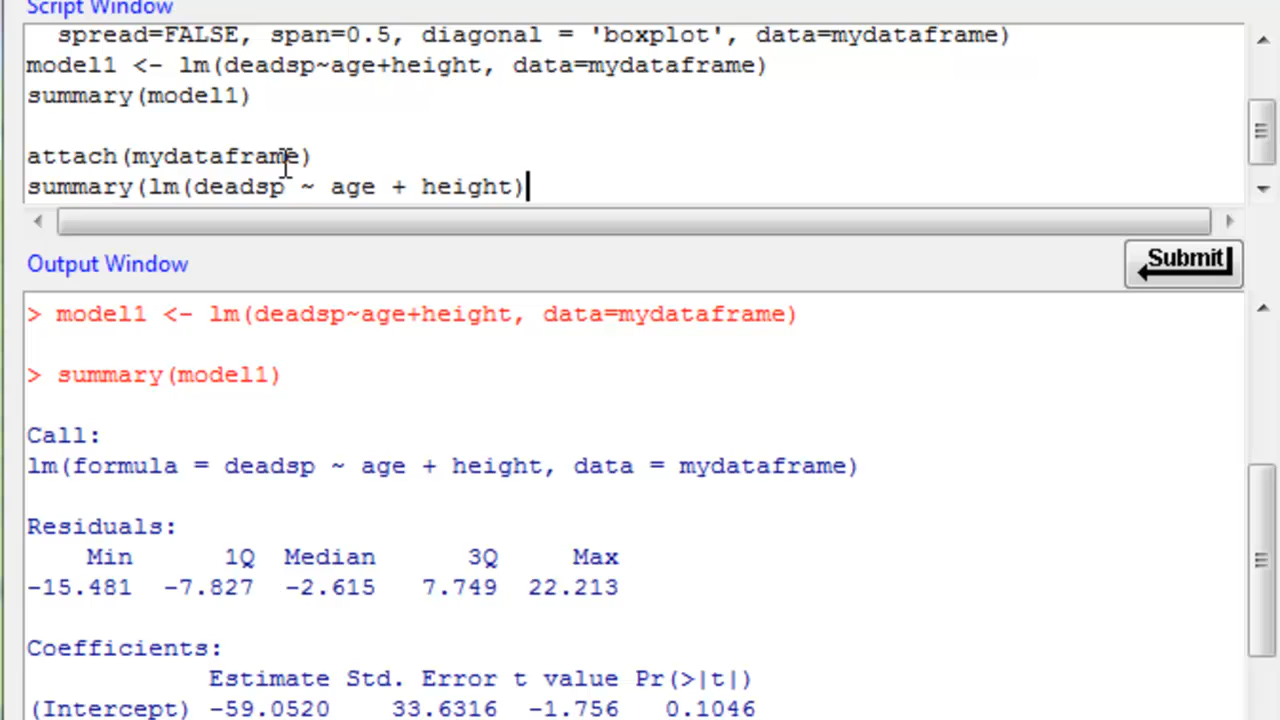 Script Window
spread=FALSE, span=0.5, diagonal = 'boxplot', data=mydataframe)
model1 <- lm(deadsp~age+height, data=mydataframe)
summary(model1)
attach(mydataframe)
summary(lm(deadsp ~ age + height)
Output Window
Submit
> model1 <- lm(deadsp~age+height, data=mydataframe)
> summary(model1)
Call:
lm(formula = deadsp ~ age + height, data = mydataframe)
Residuals:
Min 1Q Median 3Q Max
-15.481 -7.827 -2.615 7.749 22.213
Coefficients:
Estimate Std. Error t value Pr(>|t|)
(Intercept) -59.0520 33.6316 -1.756 0.1046